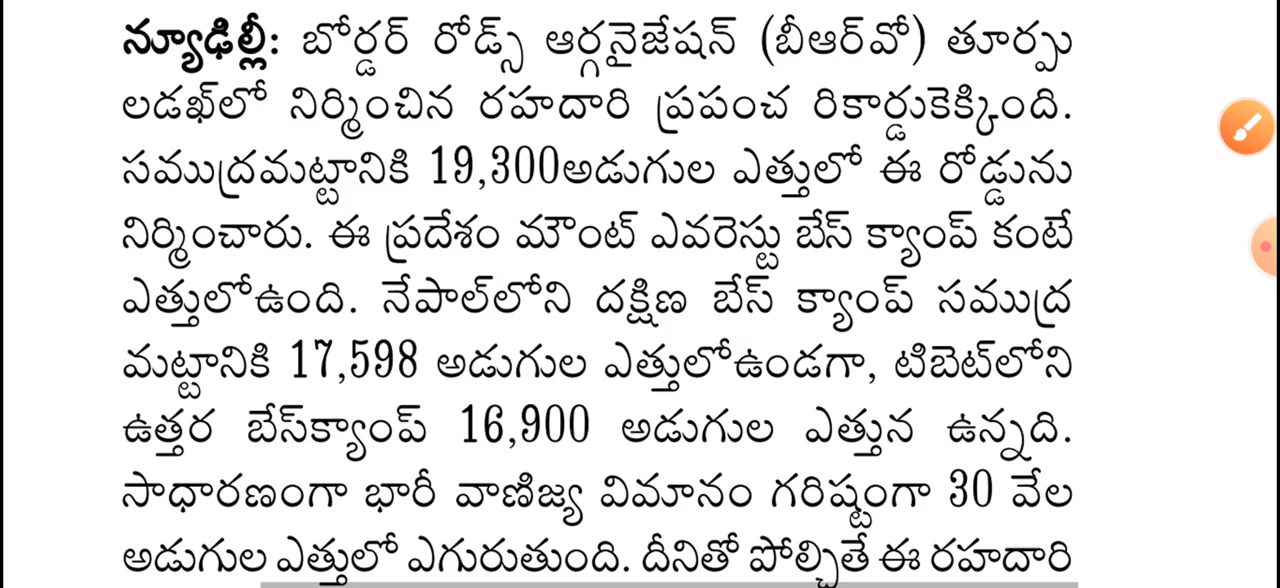 న్యూఢిల్లీ: బోర్డర్ రోడ్స్ ఆర్గనైజేషన్ (బీఆర్‌వో) తూర్పు
లడఖ్‌లో నిర్మించిన రహదారి ప్రపంచ రికార్డుకెక్కింది.
సముద్రమట్టానికి 19,300అడుగుల ఎత్తులో ఈ రోడ్డును
నిర్మించారు. ఈ ప్రదేశం మౌంట్ ఎవరెస్టు బేస్ క్యాంప్ కంటే
ఎత్తులోఉంది. నేపాల్‌లోని దక్షిణ బేస్ క్యాంప్ సముద్ర
మట్టానికి 17,598 అడుగుల ఎత్తులోఉండగా, టిబెట్‌లోని
ఉత్తర బేస్‌క్యాంప్ 16,900 అడుగుల ఎత్తున ఉన్నది.
సాధారణంగా భారీ వాణిజ్య విమానం గరిష్టంగా 30 వేల
అడుగుల ఎత్తులో ఎగురుతుంది. దీనితో పోల్చితే ఈ రహదారి